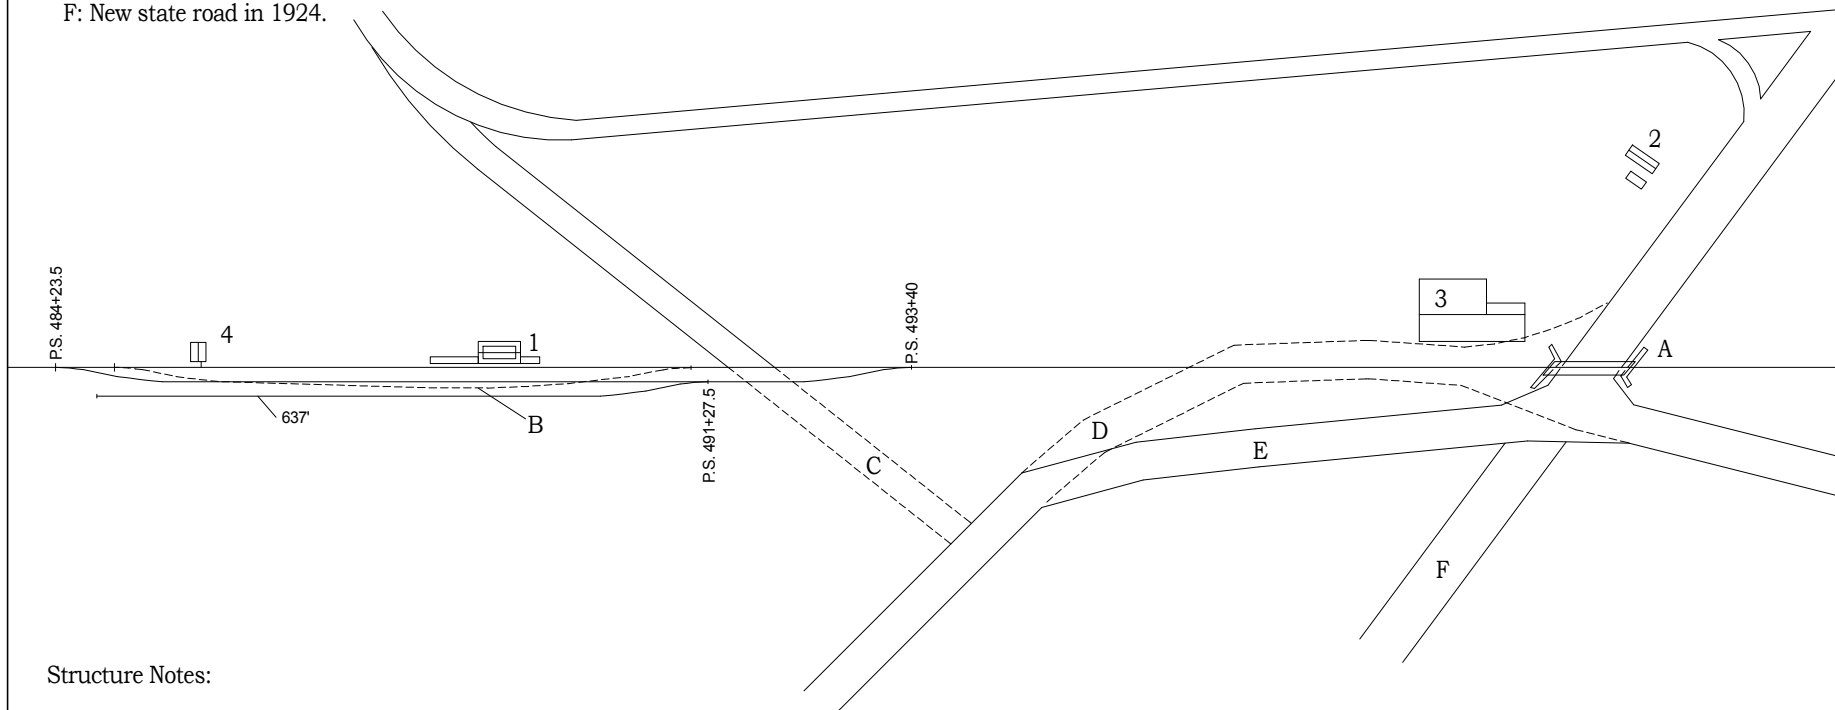 F: New state road in 1924.
2
P.S. 484+23.5
P.S. 493+40
3
4
1
A
637'
B
P.S. 491+27.5
D
E
C
F
Structure Notes: